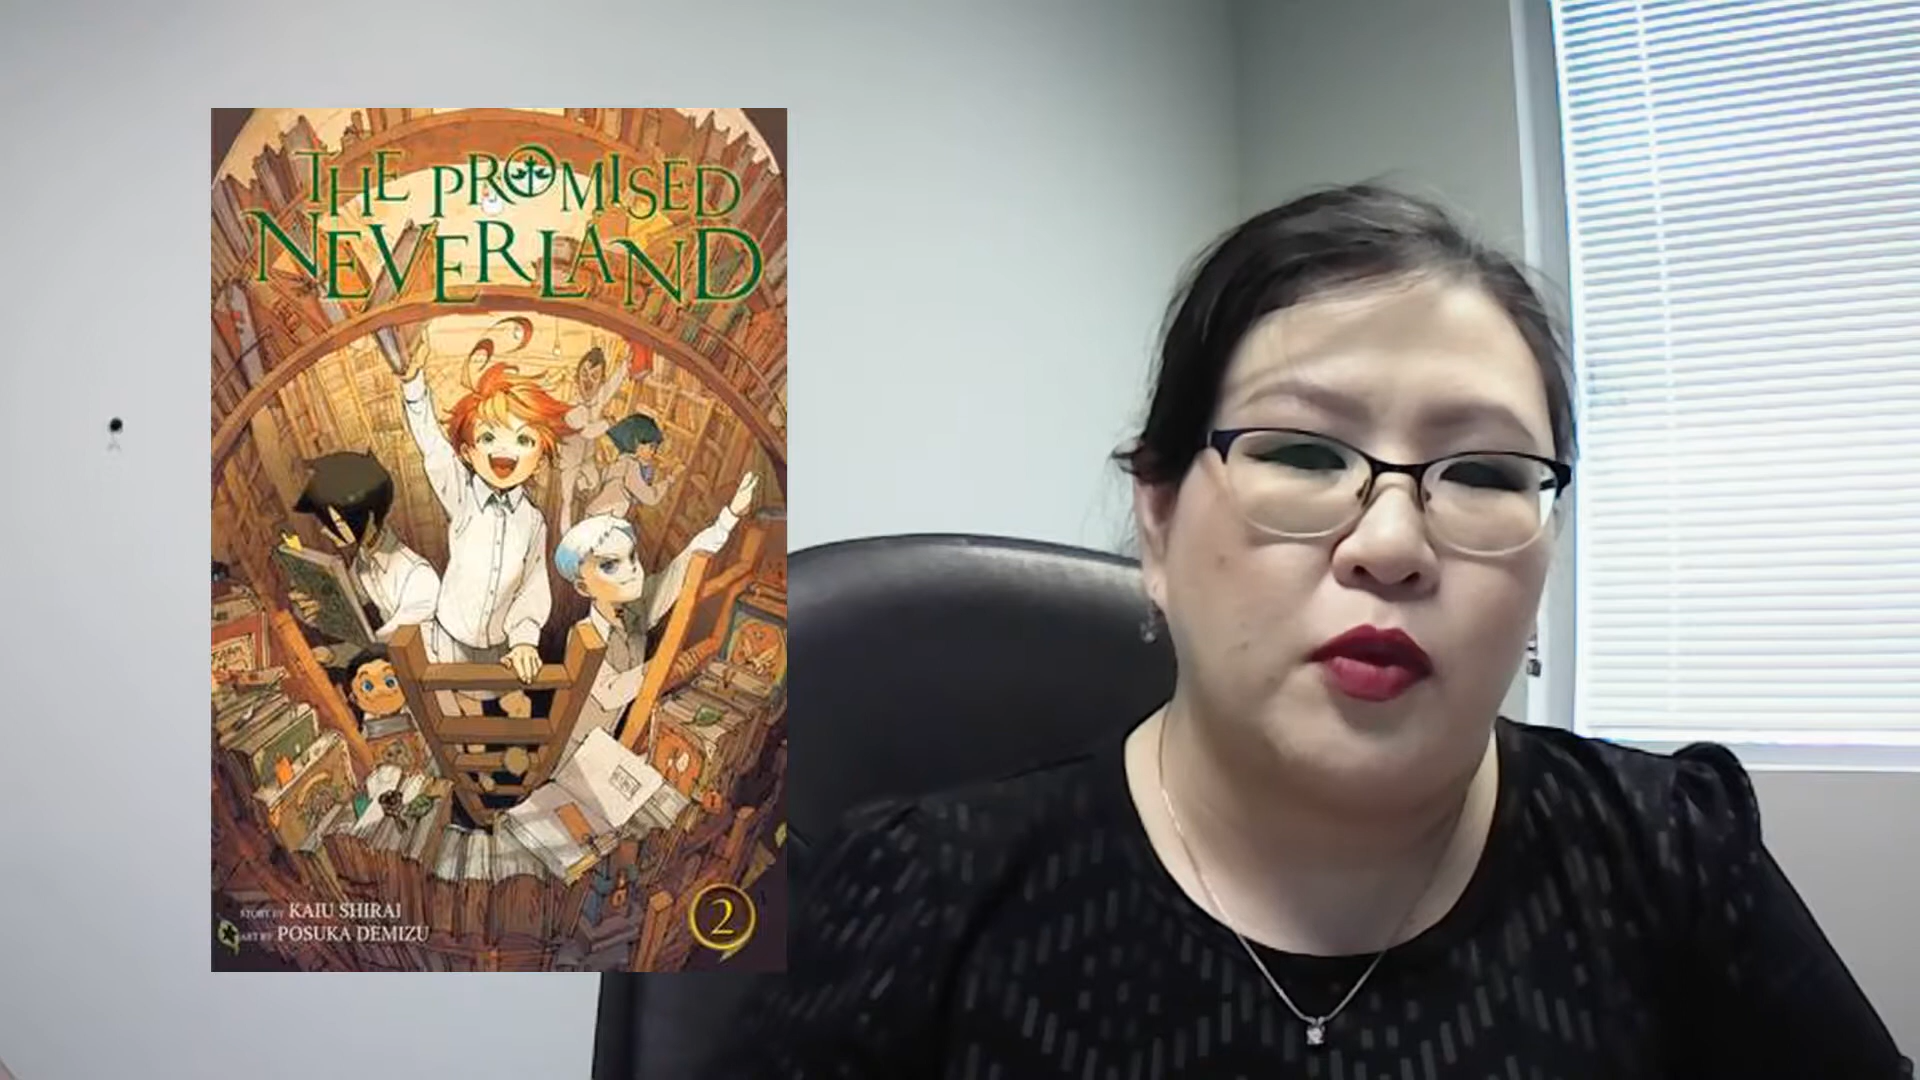 THE PROMISED
NEVERLAND
STORY BY KAIU SHIRAI
ART BY POSUKA DEMIZU
2